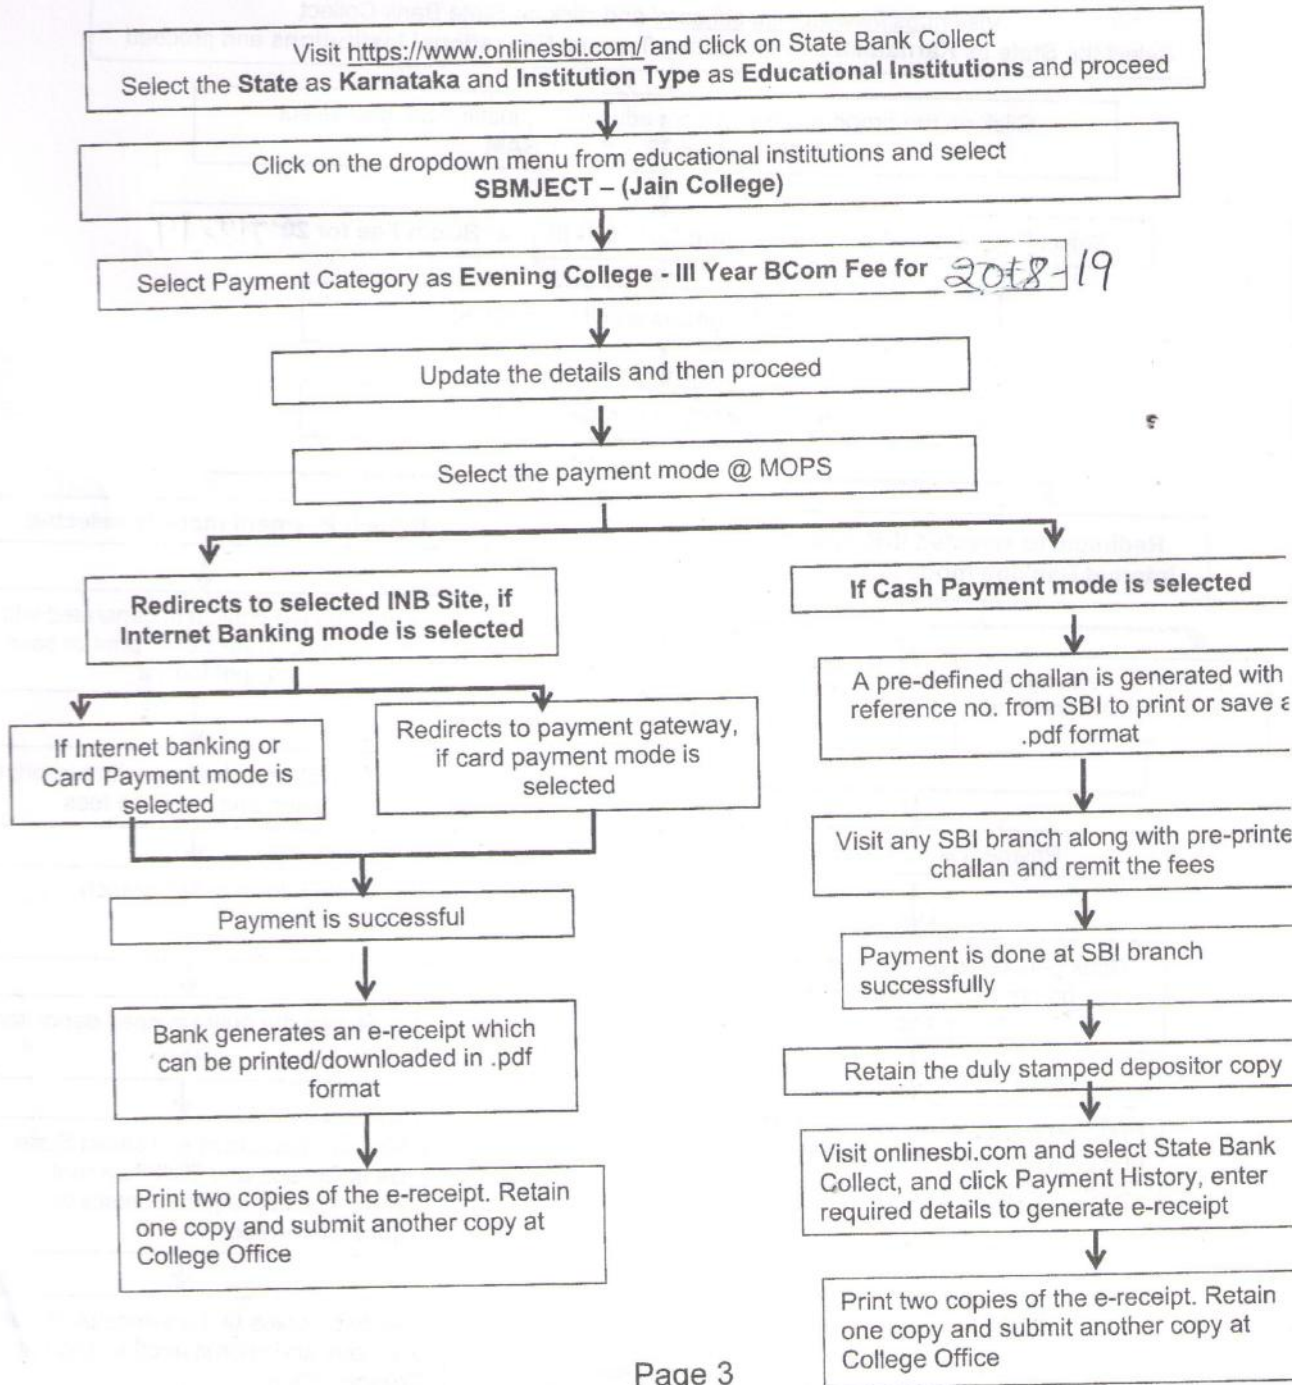 Visit https://www.onlinesbi.com/ and click on State Bank Collect
Select the State as Karnataka and Institution Type as Educational Institutions and proceed
Click on the dropdown menu from educational institutions and select
SBMJECT – (Jain College)
Select Payment Category as Evening College - III Year BCom Fee for 2018-19
Update the details and then proceed
Select the payment mode @ MOPS
Redirects to selected INB Site, if
Internet Banking mode is selected
If Internet banking or
Card Payment mode is
selected
Redirects to payment gateway,
if card payment mode is
selected
Payment is successful
Bank generates an e-receipt which
can be printed/downloaded in .pdf
format
Print two copies of the e-receipt. Retain
one copy and submit another copy at
College Office
If Cash Payment mode is selected
A pre-defined challan is generated with
reference no. from SBI to print or save a
.pdf format
Visit any SBI branch along with pre-printe
challan and remit the fees
Payment is done at SBI branch
successfully
Retain the duly stamped depositor copy
Visit onlinesbi.com and select State Bank
Collect, and click Payment History, enter
required details to generate e-receipt
Print two copies of the e-receipt. Retain
one copy and submit another copy at
College Office
Page 3